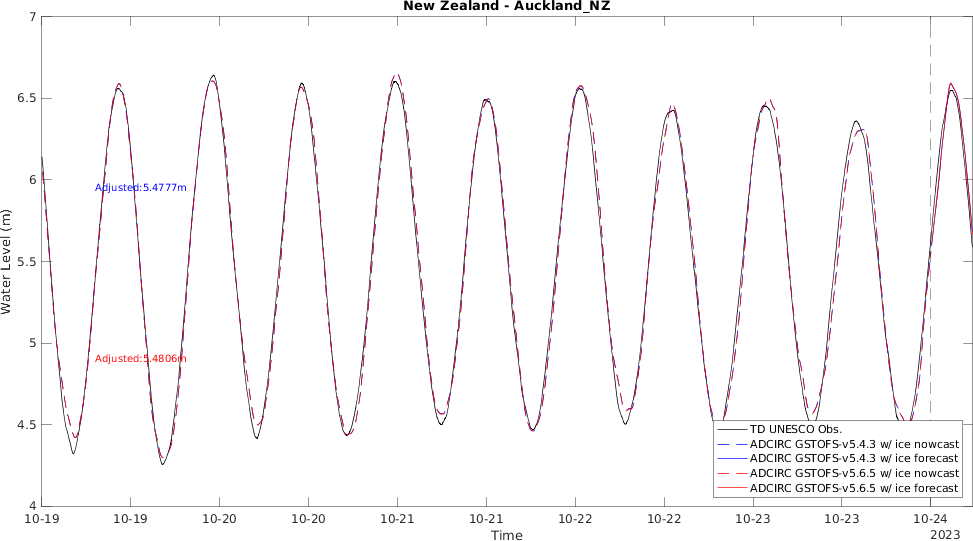 New Zealand - Auckland_NZ
7
6.5
6
5.5
5
4.5
4
Water Level (m)
Adjusted:5.4777m
Adjusted:5.4806m
TD UNESCO Obs.
ADCIRC GSTOFS-v5.4.3 w/ ice nowcast
ADCIRC GSTOFS-v5.4.3 w/ ice forecast
ADCIRC GSTOFS-v5.6.5 w/ ice nowcast
ADCIRC GSTOFS-v5.6.5 w/ ice forecast
10-19 10-19 10-20 10-20 10-21 10-21 10-22 10-22 10-23 10-23 10-24
2023
Time